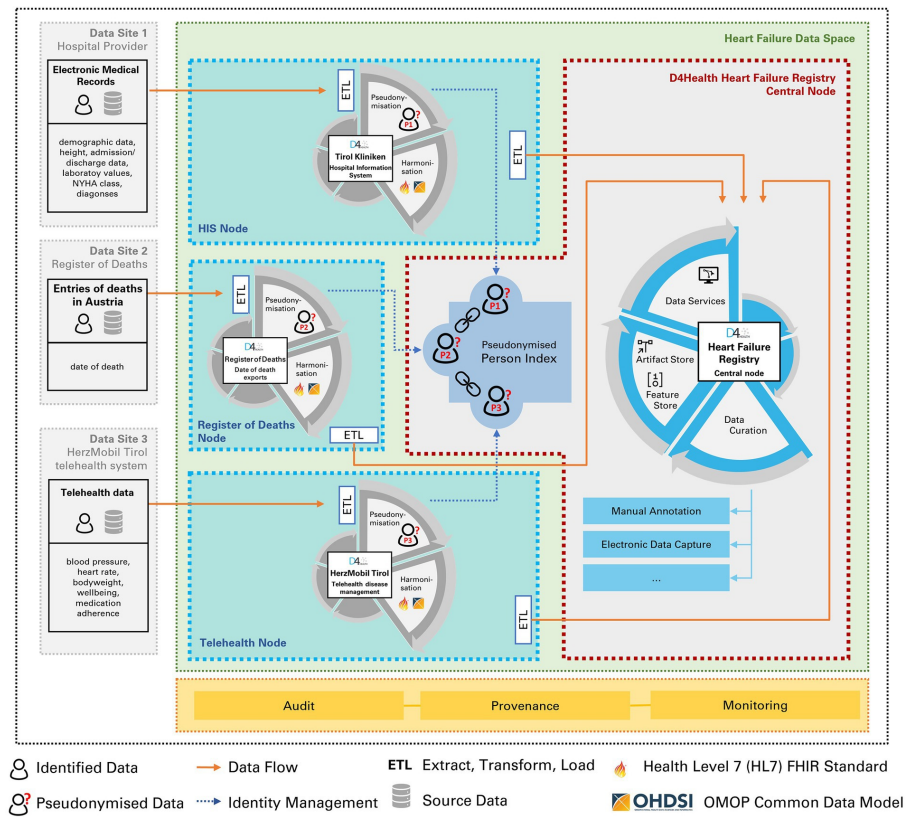 Data Site 1
Hospital Provider
Electronic Medical
Records
demographic data,
height, admission/
discharge data,
laboratoy values,
NYHA class,
diagonses
Data Site 2
Register of Deaths
Entries of deaths
in Austria
date of death
Data Site 3
HerzMobil Tirol
telehealth system
Telehealth data
blood pressure,
heart rate,
bodyweight,
wellbeing,
medication
adherence
Heart Failure Data Space
ETL
Pseudony-
misation
?
P1
D4
Tirol Kliniken
Hospital Information
System
Harmoni-
sation
ETL
HIS Node
ETL
Pseudony-
misation
?
P2
D4
Register of Deaths
Date of death
exports
Harmoni-
sation
Register of Deaths
Node
ETL
ETL
Pseudony-
misation
?
P3
D4
HerzMobil Tirol
Telehealth disease
management
Harmoni-
sation
ETL
Telehealth Node
D4Health Heart Failure Registry
Central Node
?
P1
?
P2
Pseudonymised
Person Index
?
P3
Data Services
D4
Heart Failure
Registry
Central node
Artifact Store
[1
0]
Feature
Store
Data
Curation
Manual Annotation
Electronic Data Capture
...
Audit
Provenance
Monitoring
Identified Data
Data Flow
ETL Extract, Transform, Load
Health Level 7 (HL7) FHIR Standard
? Pseudonymised Data
Identity Management
Source Data
OHDSI OMOP Common Data Model